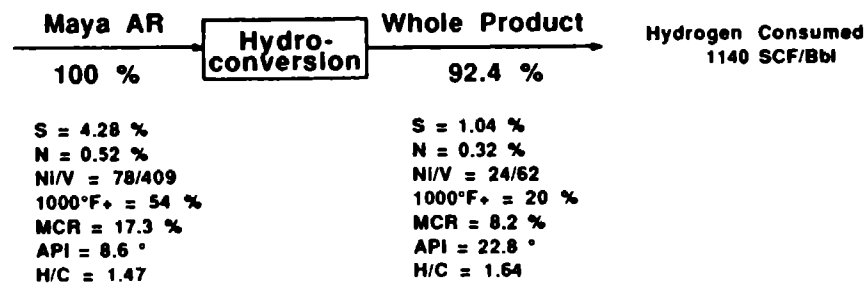 Maya AR
100 %
Hydro-
conversion
Whole Product
92.4 %
Hydrogen Consumed
1140 SCF/Bbl
S = 4.28 %
N = 0.52 %
Ni/V = 78/409
1000°F+ = 54 %
MCR = 17.3 %
API = 8.6 °
H/C = 1.47
S = 1.04 %
N = 0.32 %
Ni/V = 24/62
1000°F+ = 20 %
MCR = 8.2 %
API = 22.8 °
H/C = 1.64